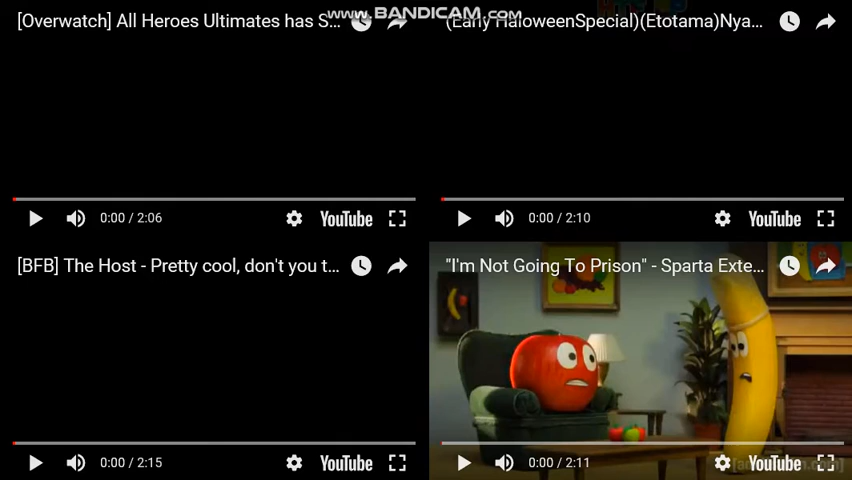 www.BANDICAM.com
[Overwatch] All Heroes Ultimates has S...
(Early HaloweenSpecial)(Etotama)Nya...
0:00 / 2:06
YouTube
0:00 / 2:10
YouTube
[BFB] The Host - Pretty cool, don't you t...
"I'm Not Going To Prison" - Sparta Exte...
0:00 / 2:15
YouTube
0:00 / 2:11
YouTube